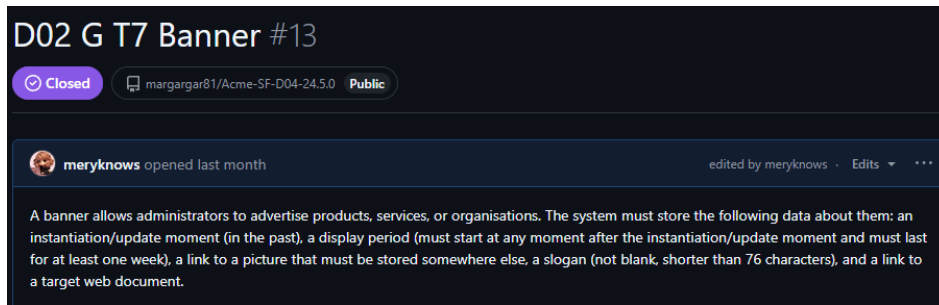 D02 G T7 Banner #13
Closed margargar81/Acme-SF-D04-24.5.0 Public
meryknows opened last month edited by meryknows · Edits
A banner allows administrators to advertise products, services, or organisations. The system must store the following data about them: an
instantiation/update moment (in the past), a display period (must start at any moment after the instantiation/update moment and must last
for at least one week), a link to a picture that must be stored somewhere else, a slogan (not blank, shorter than 76 characters), and a link to
a target web document.